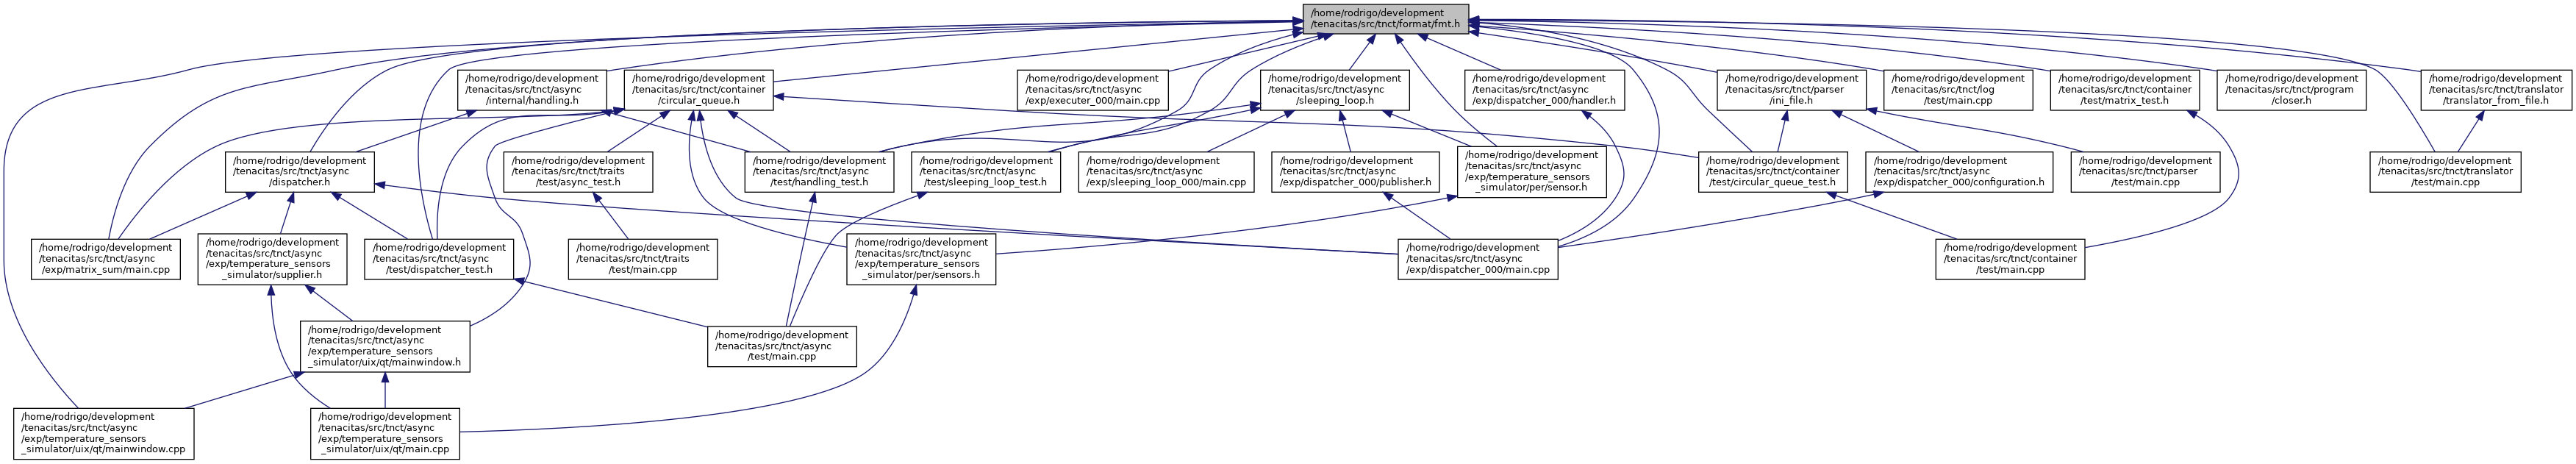 /home/rodrigo/development
/tenacitas/src/tnct/format/fmt.h
/home/rodrigo/development
/tenacitas/src/tnct/async
/internal/handling.h
/home/rodrigo/development
/tenacitas/src/tnct/container
/circular_queue.h
/home/rodrigo/development
/tenacitas/src/tnct/async
/exp/executer_000/main.cpp
/home/rodrigo/development
/tenacitas/src/tnct/async
/sleeping_loop.h
/home/rodrigo/development
/tenacitas/src/tnct/async
/exp/dispatcher_000/handler.h
/home/rodrigo/development
/tenacitas/src/tnct/parser
/ini_file.h
/home/rodrigo/development
/tenacitas/src/tnct/log
/test/main.cpp
/home/rodrigo/development
/tenacitas/src/tnct/container
/test/matrix_test.h
/home/rodrigo/development
/tenacitas/src/tnct/program
/closer.h
/home/rodrigo/development
/tenacitas/src/tnct/translator
/translator_from_file.h
/home/rodrigo/development
/tenacitas/src/tnct/async
/dispatcher.h
/home/rodrigo/development
/tenacitas/src/tnct/traits
/test/async_test.h
/home/rodrigo/development
/tenacitas/src/tnct/async
/test/handling_test.h
/home/rodrigo/development
/tenacitas/src/tnct/async
/test/sleeping_loop_test.h
/home/rodrigo/development
/tenacitas/src/tnct/async
/exp/sleeping_loop_000/main.cpp
/home/rodrigo/development
/tenacitas/src/tnct/async
/exp/dispatcher_000/publisher.h
/home/rodrigo/development
/tenacitas/src/tnct/async
/exp/temperature_sensors
_simulator/per/sensor.h
/home/rodrigo/development
/tenacitas/src/tnct/container
/test/circular_queue_test.h
/home/rodrigo/development
/tenacitas/src/tnct/async
/exp/dispatcher_000/configuration.h
/home/rodrigo/development
/tenacitas/src/tnct/parser
/test/main.cpp
/home/rodrigo/development
/tenacitas/src/tnct/translator
/test/main.cpp
/home/rodrigo/development
/tenacitas/src/tnct/async
/exp/matrix_sum/main.cpp
/home/rodrigo/development
/tenacitas/src/tnct/async
/exp/temperature_sensors
_simulator/supplier.h
/home/rodrigo/development
/tenacitas/src/tnct/async
/test/dispatcher_test.h
/home/rodrigo/development
/tenacitas/src/tnct/traits
/test/main.cpp
/home/rodrigo/development
/tenacitas/src/tnct/async
/exp/temperature_sensors
_simulator/per/sensors.h
/home/rodrigo/development
/tenacitas/src/tnct/async
/exp/dispatcher_000/main.cpp
/home/rodrigo/development
/tenacitas/src/tnct/container
/test/main.cpp
/home/rodrigo/development
/tenacitas/src/tnct/async
/exp/temperature_sensors
_simulator/uix/qt/mainwindow.h
/home/rodrigo/development
/tenacitas/src/tnct/async
/test/main.cpp
/home/rodrigo/development
/tenacitas/src/tnct/async
/exp/temperature_sensors
_simulator/uix/qt/mainwindow.cpp
/home/rodrigo/development
/tenacitas/src/tnct/async
/exp/temperature_sensors
_simulator/uix/qt/main.cpp